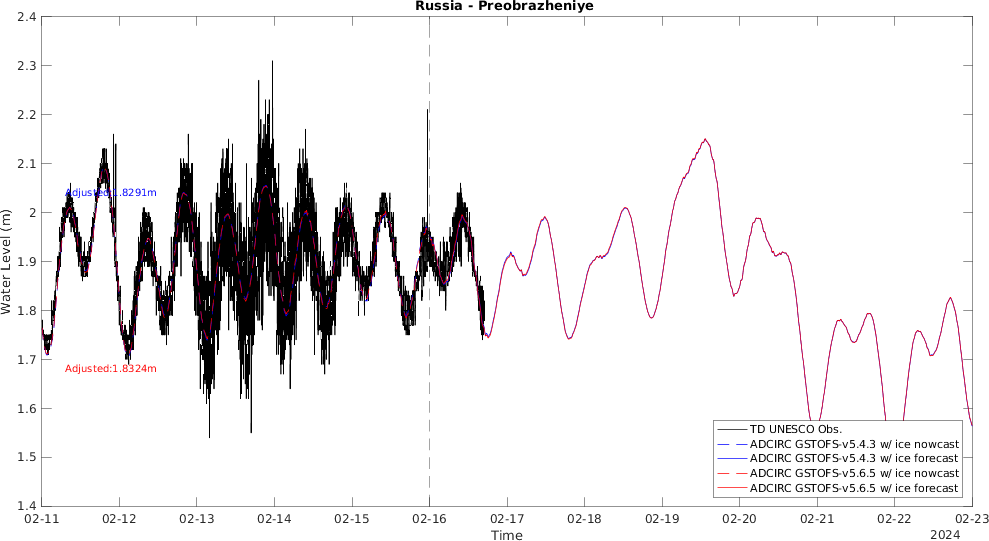 Russia - Preobrazheniye
2.4
2.3
2.2
2.1
2
1.9
1.8
1.7
1.6
1.5
1.4
Water Level (m)
Adjusted:1.8291m
Adjusted:1.8324m
TD UNESCO Obs.
ADCIRC GSTOFS-v5.4.3 w/ ice nowcast
ADCIRC GSTOFS-v5.4.3 w/ ice forecast
ADCIRC GSTOFS-v5.6.5 w/ ice nowcast
ADCIRC GSTOFS-v5.6.5 w/ ice forecast
02-11 02-12 02-13 02-14 02-15 02-16 02-17 02-18 02-19 02-20 02-21 02-22 02-23
Time
2024